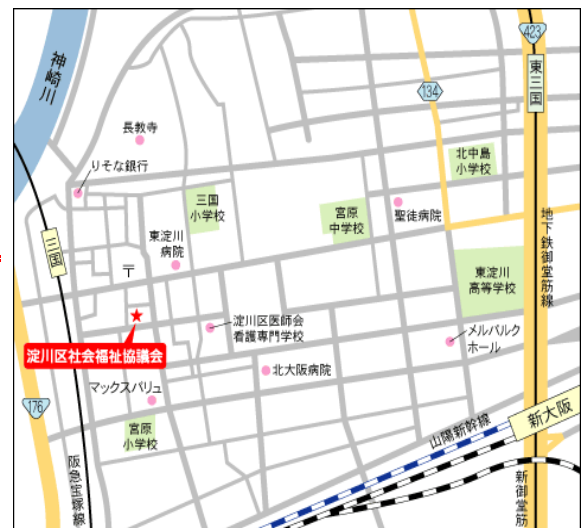 423
神崎川
東三国
134
長教寺
北中島
小学校
りそな銀行
三国
小学校
宮原
中学校
聖徒病院
地下鉄御堂筋線
三国
東淀川
病院
〒
東淀川
高等学校
淀川区医師会
看護専門学校
メルパルク
ホール
淀川区社会福祉協議会
北大阪病院
マックスバリュ
176
新大阪
宮原
小学校
山陽新幹線
阪急宝塚線
新御堂筋